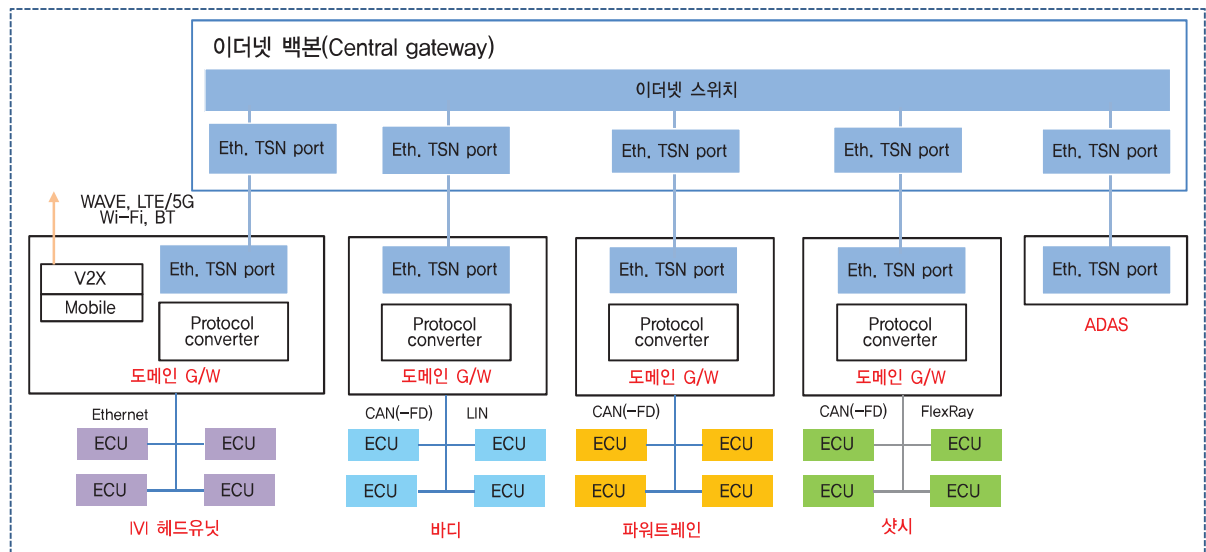 이더넷 백본(Central gateway)
이더넷 스위치
Eth. TSN port
Eth. TSN port
Eth. TSN port
Eth. TSN port
Eth. TSN port
WAVE, LTE/5G
Wi-Fi, BT
V2X
Mobile
Eth. TSN port
Protocol
converter
도메인 G/W
Eth. TSN port
Protocol
converter
도메인 G/W
Eth. TSN port
Protocol
converter
도메인 G/W
Eth. TSN port
Protocol
converter
도메인 G/W
Eth. TSN port
ADAS
Ethernet
ECU
ECU
ECU
ECU
IVI 헤드유닛
CAN(-FD)
LIN
ECU
ECU
ECU
ECU
바디
CAN(-FD)
ECU
ECU
ECU
ECU
파워트레인
CAN(-FD)
FlexRay
ECU
ECU
ECU
ECU
샷시